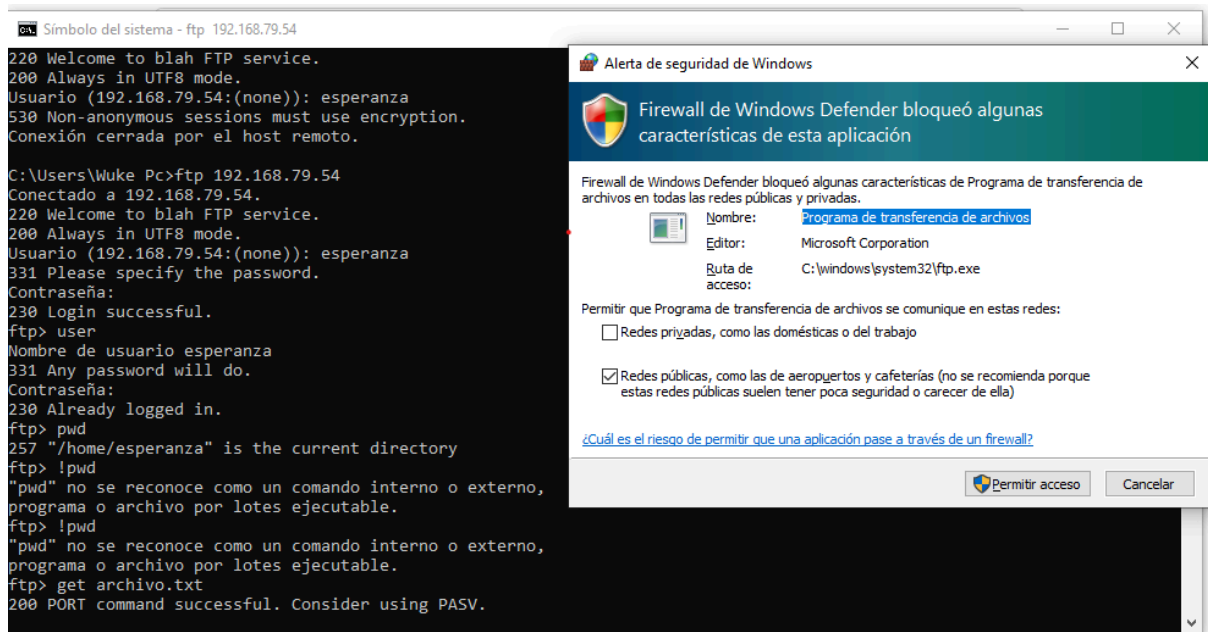 Símbolo del sistema - ftp 192.168.79.54
220 Welcome to blah FTP service.
200 Always in UTF8 mode.
Usuario (192.168.79.54:(none)): esperanza
530 Non-anonymous sessions must use encryption.
Conexión cerrada por el host remoto.
C:\Users\Wuke Pc>ftp 192.168.79.54
Conectado a 192.168.79.54.
220 Welcome to blah FTP service.
200 Always in UTF8 mode.
Usuario (192.168.79.54:(none)): esperanza
331 Please specify the password.
Contraseña:
230 Login successful.
ftp> user
Nombre de usuario esperanza
331 Any password will do.
Contraseña:
230 Already logged in.
ftp> pwd
257 "/home/esperanza" is the current directory
ftp> !pwd
"pwd" no se reconoce como un comando interno o externo,
programa o archivo por lotes ejecutable.
ftp> !pwd
"pwd" no se reconoce como un comando interno o externo,
programa o archivo por lotes ejecutable.
ftp> get archivo.txt
200 PORT command successful. Consider using PASV.
Alerta de seguridad de Windows
Firewall de Windows Defender bloqueó algunas
características de esta aplicación
Firewall de Windows Defender bloqueó algunas características de Programa de transferencia de
archivos en todas las redes públicas y privadas.
Nombre: Programa de transferencia de archivos
Editor: Microsoft Corporation
Ruta de C:\windows\system32\ftp.exe
acceso:
Permitir que Programa de transferencia de archivos se comunique en estas redes:
Redes privadas, como las domésticas o del trabajo
Redes públicas, como las de aeropuertos y cafeterías (no se recomienda porque
estas redes públicas suelen tener poca seguridad o carecer de ella)
¿Cuál es el riesgo de permitir que una aplicación pase a través de un firewall?
Permitir acceso Cancelar